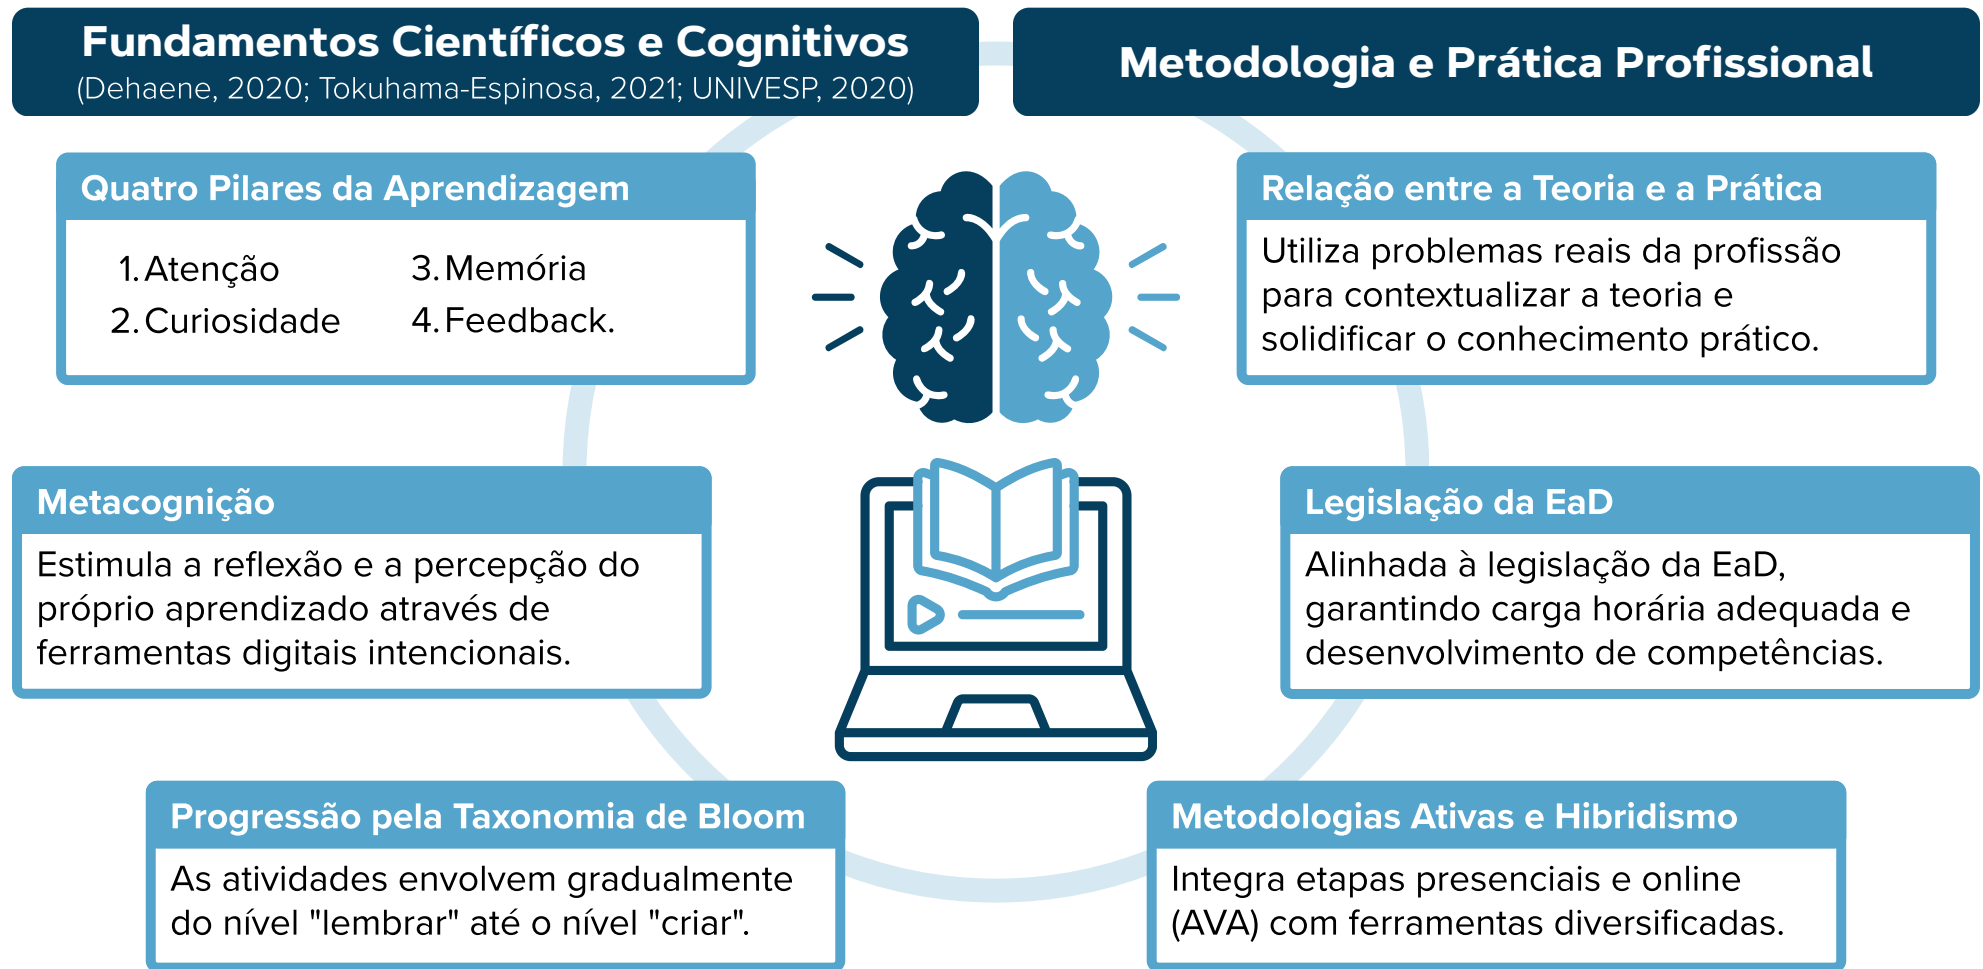 Fundamentos Científicos e Cognitivos
(Dehaene, 2020; Tokuhama-Espinosa, 2021; UNIVESP, 2020)
Quatro Pilares da Aprendizagem
1. Atenção
2. Curiosidade
3. Memória
4. Feedback.
Metacognição
Estimula a reflexão e a percepção do
próprio aprendizado através de
ferramentas digitais intencionais.
Progressão pela Taxonomia de Bloom
As atividades envolvem gradualmente
do nível "lembrar" até o nível "criar".
Metodologia e Prática Profissional
Relação entre a Teoria e a Prática
Utiliza problemas reais da profissão
para contextualizar a teoria e
solidificar o conhecimento prático.
Legislação da EaD
Alinhada à legislação da EaD,
garantindo carga horária adequada e
desenvolvimento de competências.
Metodologias Ativas e Hibridismo
Integra etapas presenciais e online
(AVA) com ferramentas diversificadas.